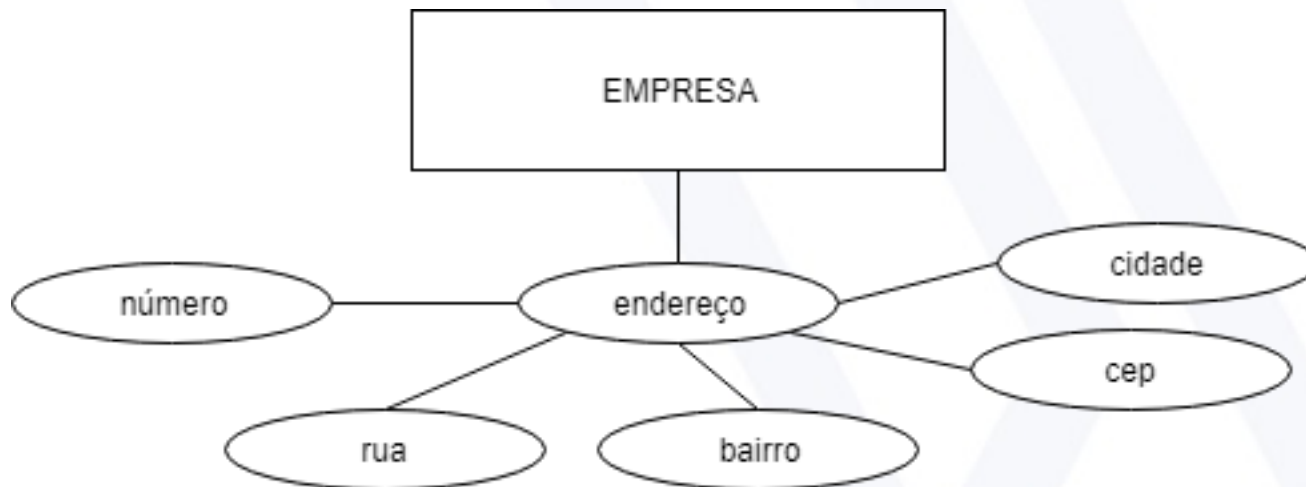 EMPRESA
cidade
número
endereço
cep
rua
bairro